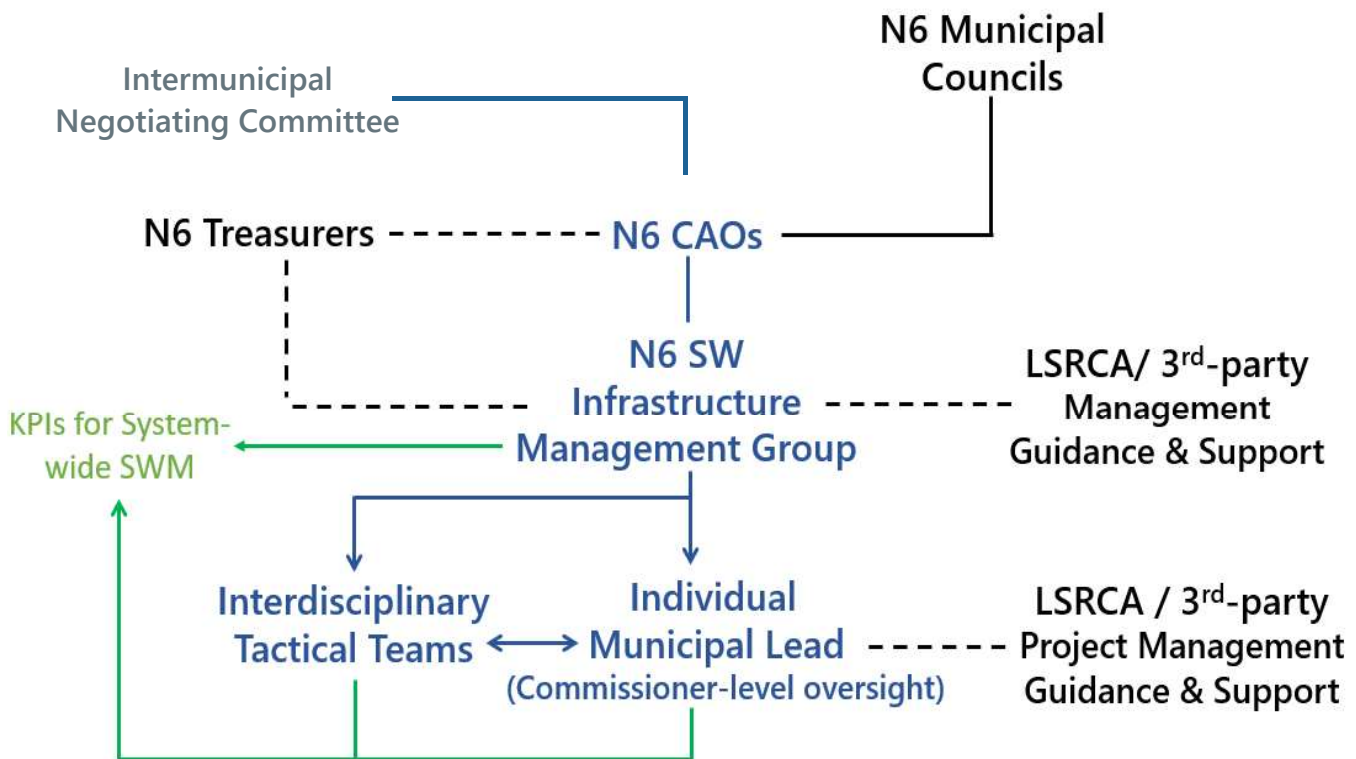 N6 Municipal
Councils
Intermunicipal
Negotiating Committee
N6 Treasurers
N6 CAOs
N6 SW
Infrastructure
Management Group
LSRCA/ 3rd-party
Management
Guidance & Support
KPIs for System-
wide SWM
Interdisciplinary
Tactical Teams
Individual
Municipal Lead
(Commissioner-level oversight)
LSRCA / 3rd-party
Project Management
Guidance & Support